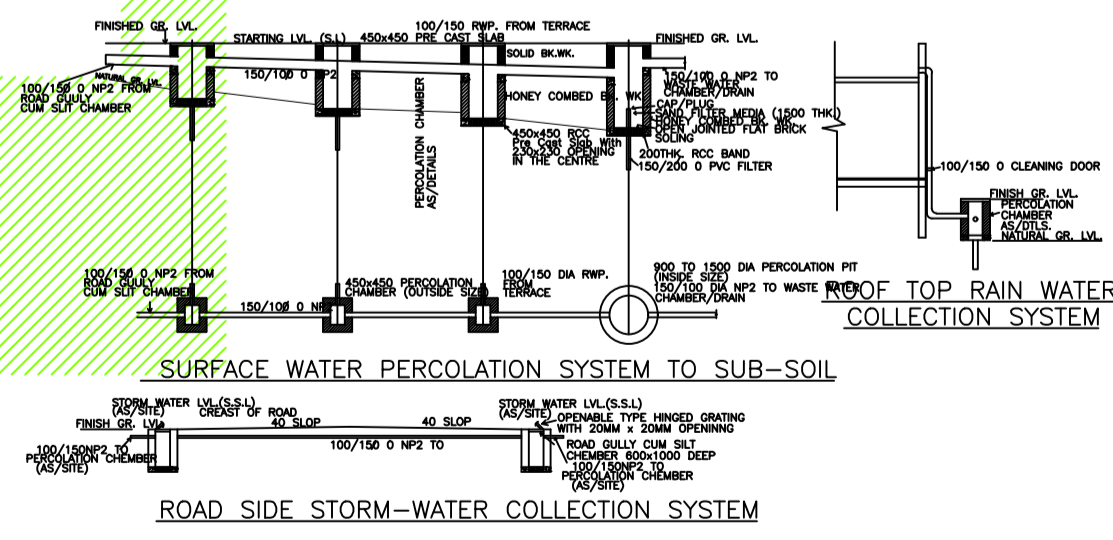 FINISHED GR. LVL.
100/150 RWP. FROM TERRACE
STARTING LVL. (S.L)
450x450 PRE CAST SLAB
FINISHED GR. LVL.
SOLID BK.WK.
NATURAL GR. LVL.
150/100 0 NP2
100/150 0 NP2 FROM
ROAD GUULY
CUM SLIT CHAMBER
HONEY COMBED BK. WK
PERCOLATION CHAMBER
AS/DETAILS
150/100 0 NP2 TO
WASTE WATER
CHAMBER/DRAIN
CAP/PLUG
SAND FILTER MEDIA (1500 THK.)
HONEY COMBED BK. WK.
OPEN JOINTED FLAT BRICK
SOLING
450x450 RCC
Pre Cast Slab With
230x230 OPENING
IN THE CENTRE
200THK. RCC BAND
150/200 0 PVC FILTER
100/150 0 NP2 FROM
ROAD GUULY
CUM SLIT CHAMBER
150/100 0 NP2
450x450 PERCOLATION
CHAMBER (OUTSIDE SIZE)
100/150 DIA RWP.
FROM
TERRACE
900 TO 1500 DIA PERCOLATION PIT
(INSIDE SIZE)
150/100 DIA NP2 TO WASTE WATER
CHAMBER/DRAIN
SURFACE WATER PERCOLATION SYSTEM TO SUB-SOIL
100/150 0 CLEANING DOOR
FINISH GR. LVL.
PERCOLATION
CHAMBER
AS/DTLS.
NATURAL GR. LVL.
ROOF TOP RAIN WATER
COLLECTION SYSTEM
STORM WATER LVL.(S.S.L)
(AS/SITE)
CREAST OF ROAD
FINISH GR. LVL
40 SLOP
40 SLOP
STORM WATER LVL.(S.S.L)
(AS/SITE)
OPENABLE TYPE HINGED GRATING
WITH 20MM x 20MM OPENINNG
100/150NP2 TO
PERCOLATION CHEMBER
(AS/SITE)
100/150 0 NP2 TO
ROAD GULLY CUM SILT
CHEMBER 600x1000 DEEP
100/150NP2 TO
PERCOLATION CHEMBER
(AS/SITE)
ROAD SIDE STORM-WATER COLLECTION SYSTEM